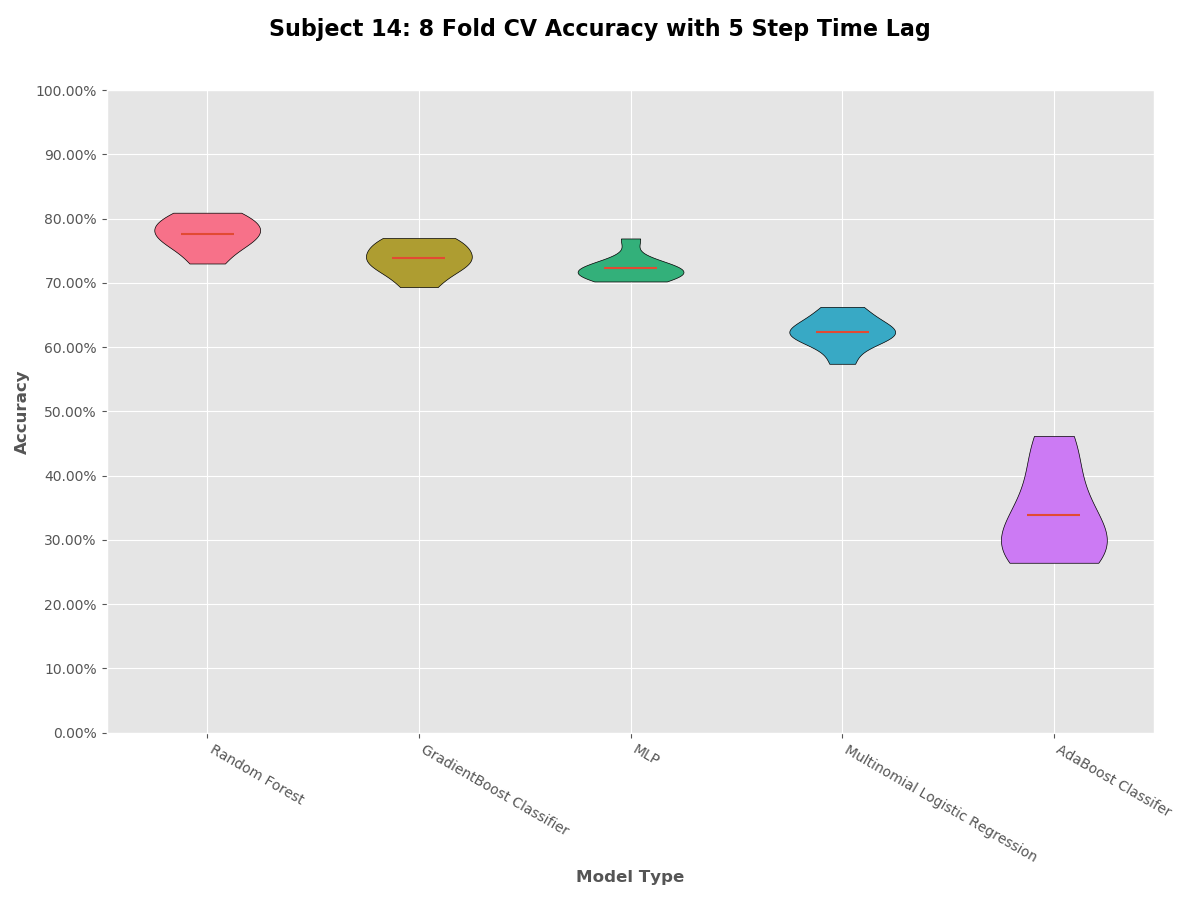 Subject 14: 8 Fold CV Accuracy with 5 Step Time Lag
100.00%
90.00%
80.00%
70.00%
60.00%
50.00%
40.00%
30.00%
20.00%
10.00%
0.00%
Accuracy
Random Forest
GradientBoost Classifier
MLP
Multinomial Logistic Regression
AdaBoost Classifer
Model Type